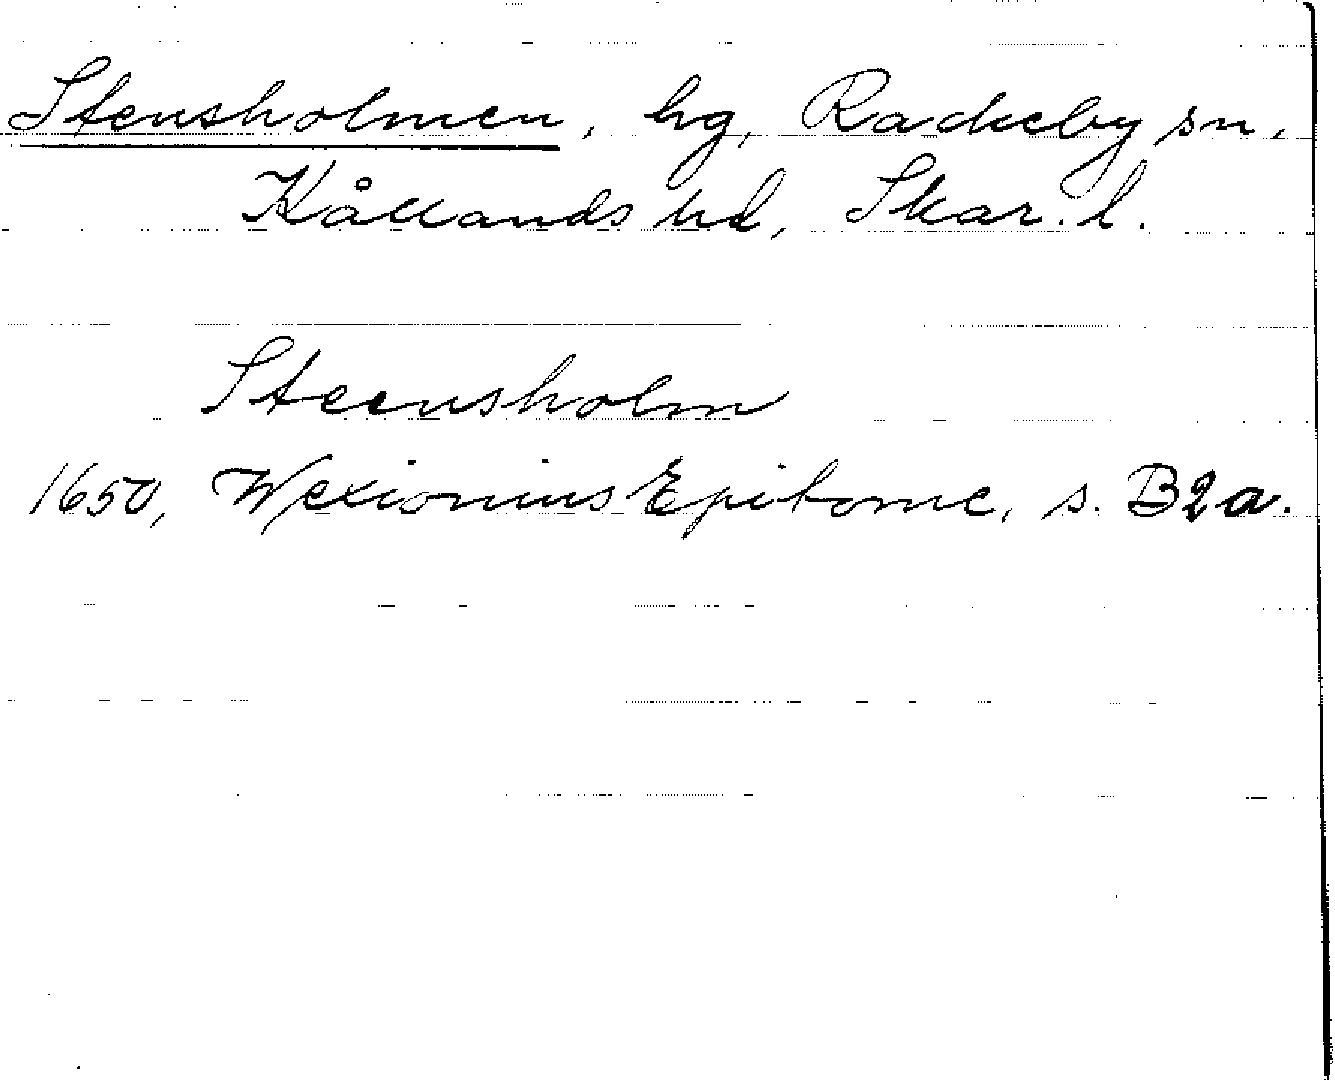 Stensholmen, hg, Rackeby sn.
Kållands hd, Skar. l.
Steensholm
1650, Wexionius Epitome, s. B2a.